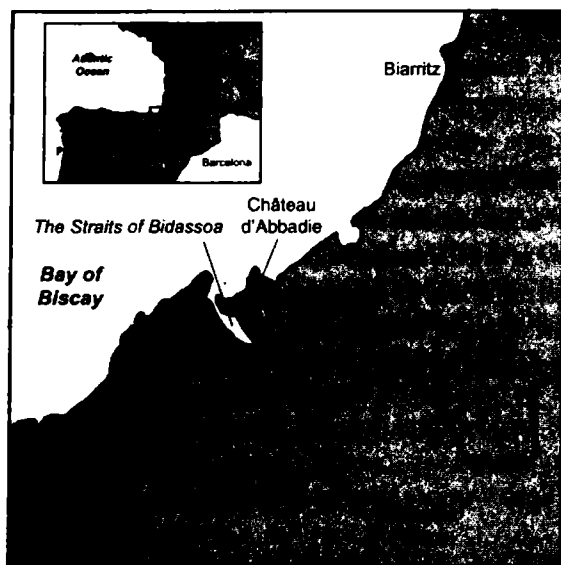 Atlantic
Ocean
Barcelona
Biarritz
Château
d'Abbadie
The Straits of Bidassoa
Bay of
Biscay